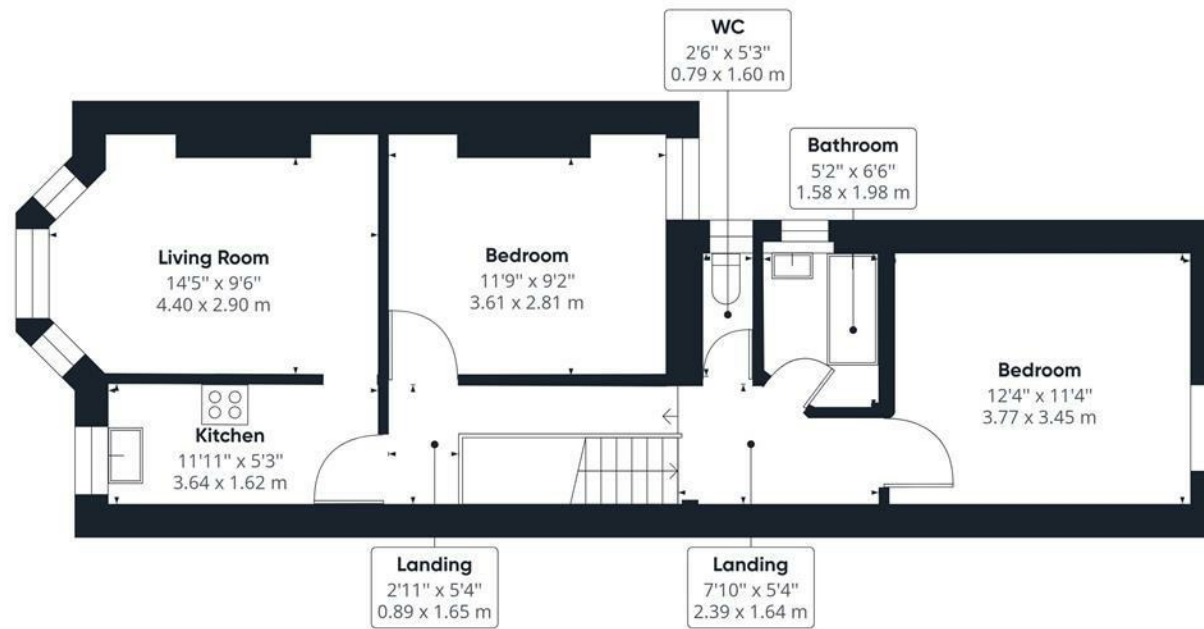 WC
2'6" x 5'3"
0.79 x 1.60 m
Bathroom
5'2" x 6'6"
1.58 x 1.98 m
Living Room
14'5" x 9'6"
4.40 x 2.90 m
Bedroom
11'9" x 9'2"
3.61 x 2.81 m
Bedroom
12'4" x 11'4"
3.77 x 3.45 m
Kitchen
11'11" x 5'3"
3.64 x 1.62 m
Landing
2'11" x 5'4"
0.89 x 1.65 m
Landing
7'10" x 5'4"
2.39 x 1.64 m